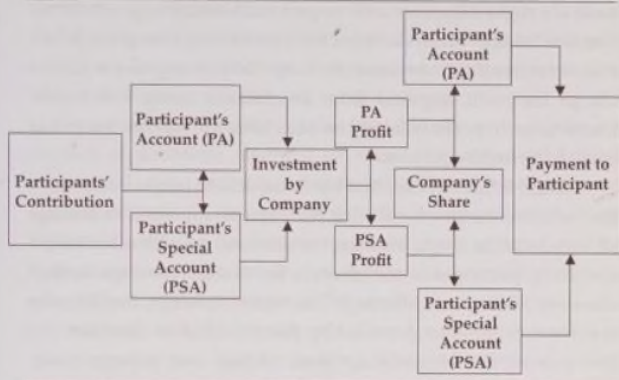 Participants'
Contribution
Participant's
Account (PA)
Participant's
Special
Account
(PSA)
Investment
by
Company
PA
Profit
PSA
Profit
Participant's
Account
(PA)
Company's
Share
Participant's
Special
Account
(PSA)
Payment to
Participant